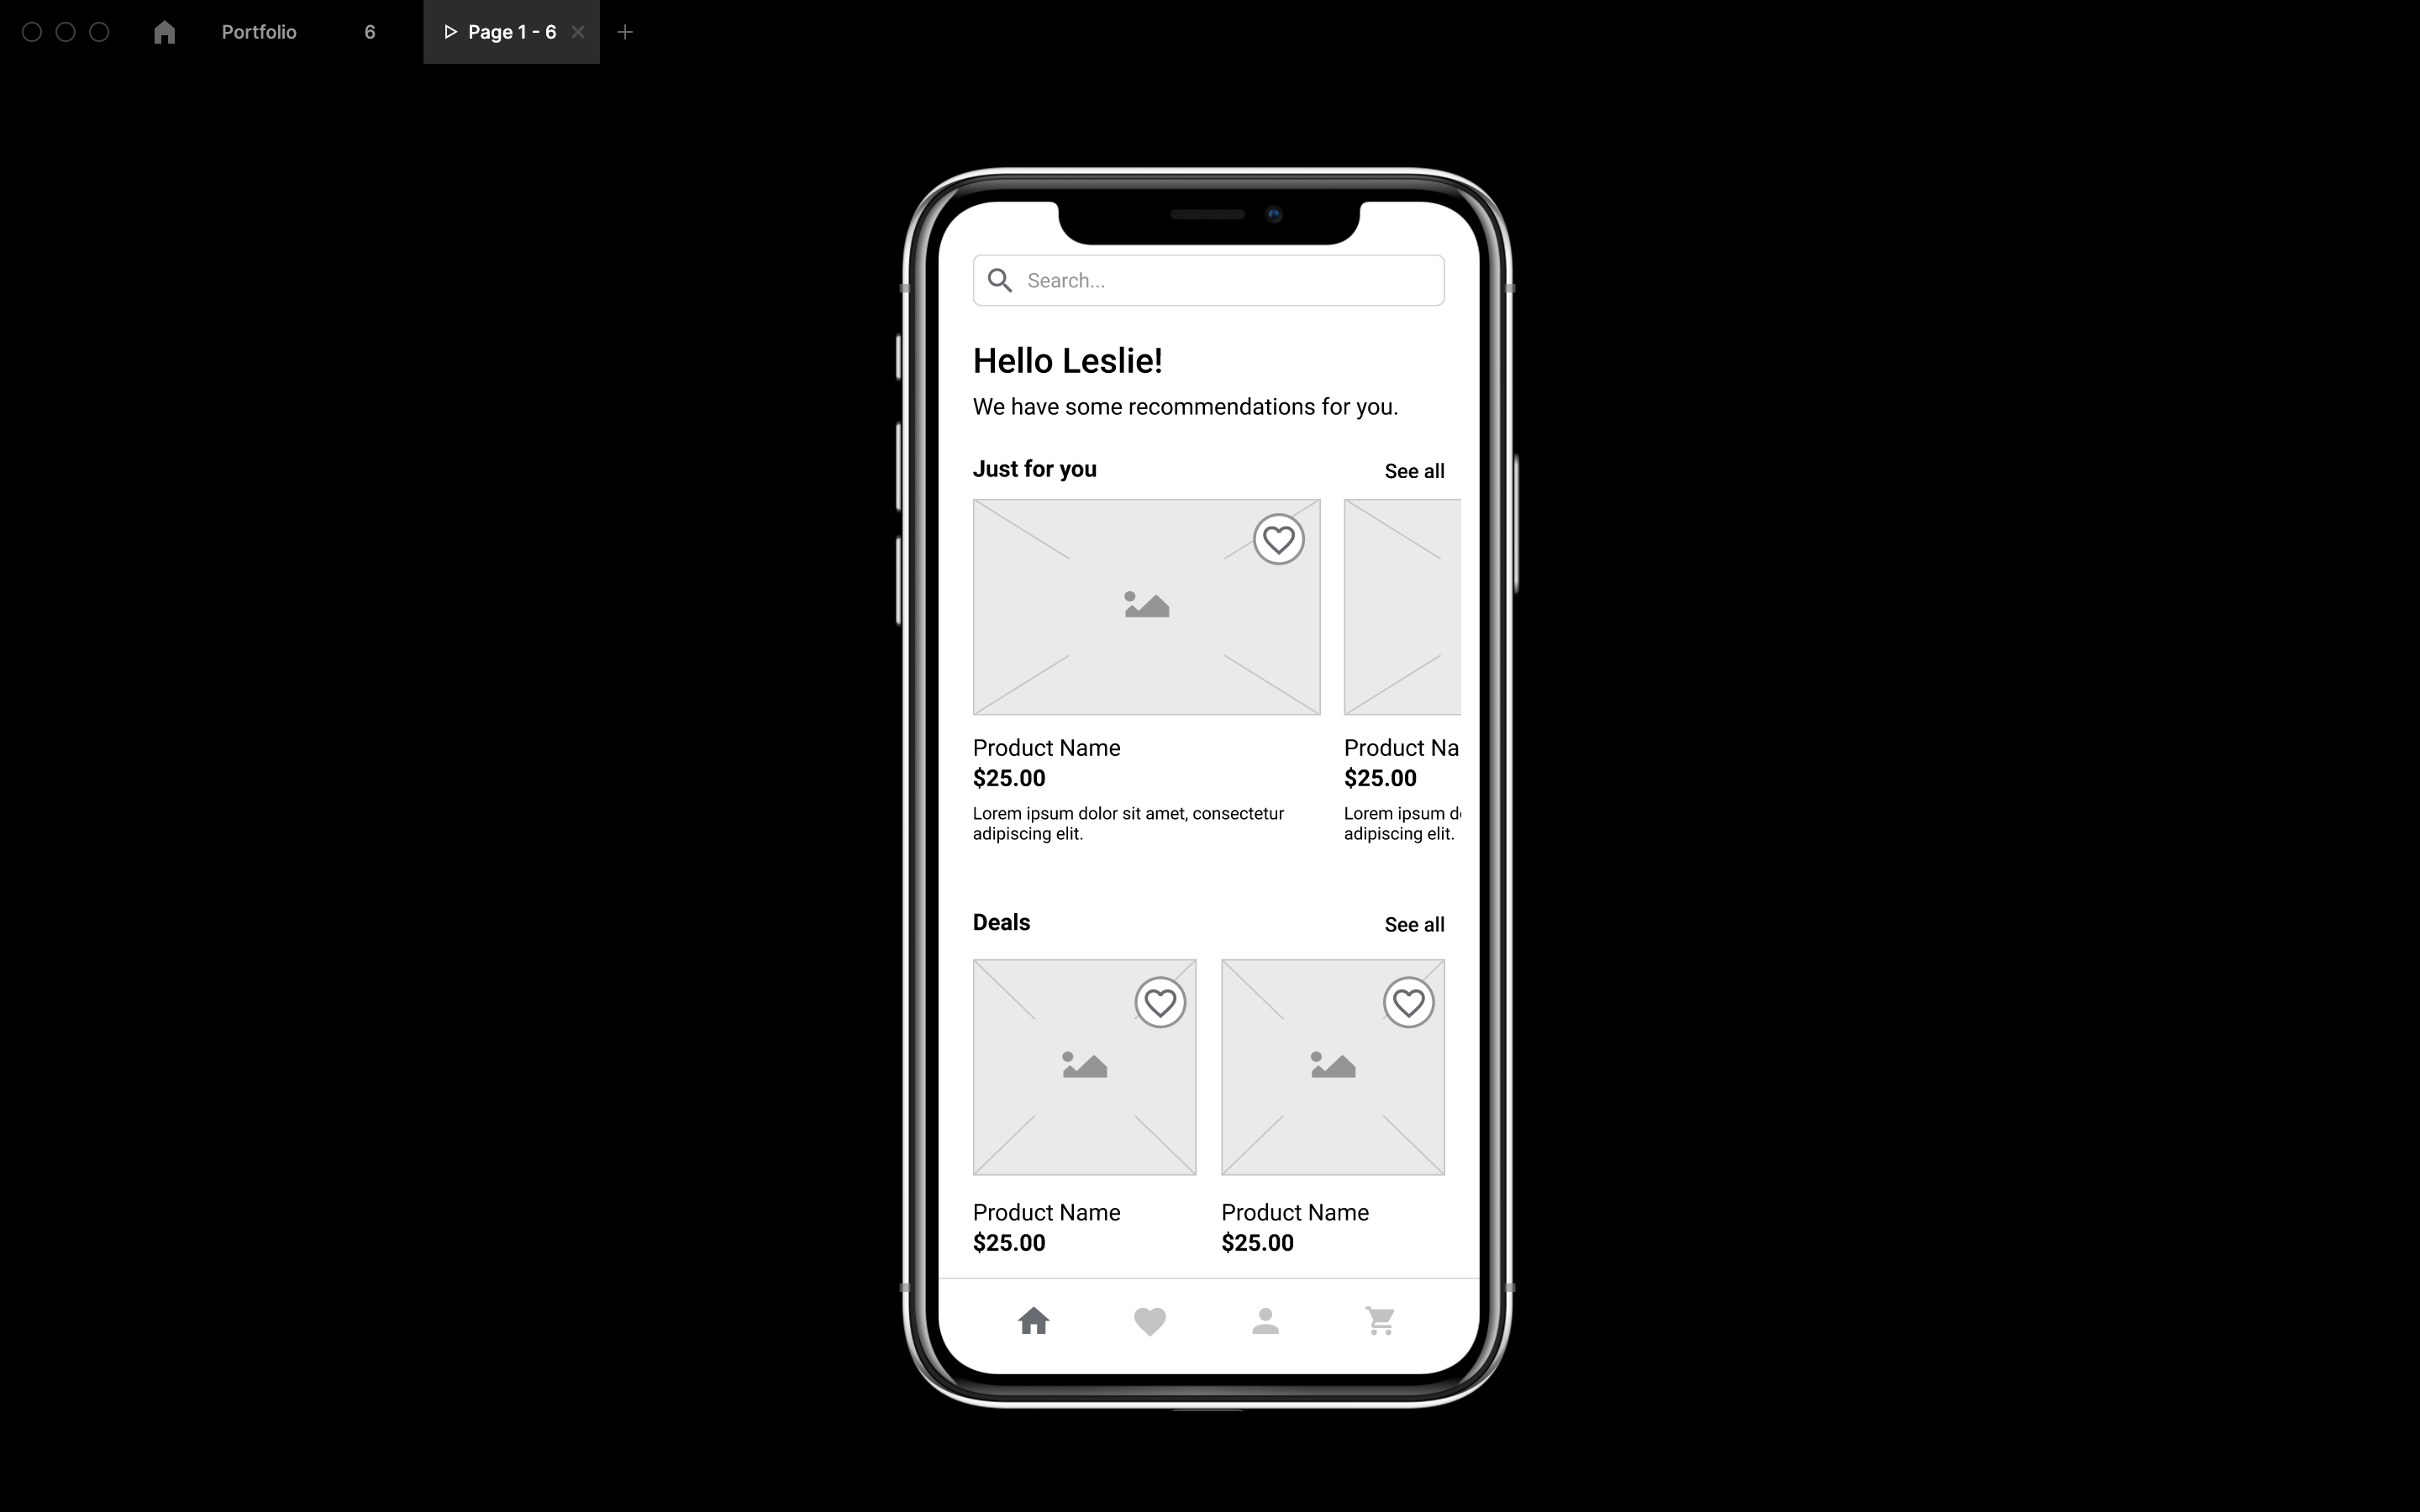 Portfolio
6
Page 1 - 6
Search...
Hello Leslie!
We have some recommendations for you.
Just for you
See all
Product Name
$25.00
Lorem ipsum dolor sit amet, consectetur
adipiscing elit.
Product Na
$25.00
Lorem ipsum d
adipiscing elit.
Deals
See all
Product Name
$25.00
Product Name
$25.00